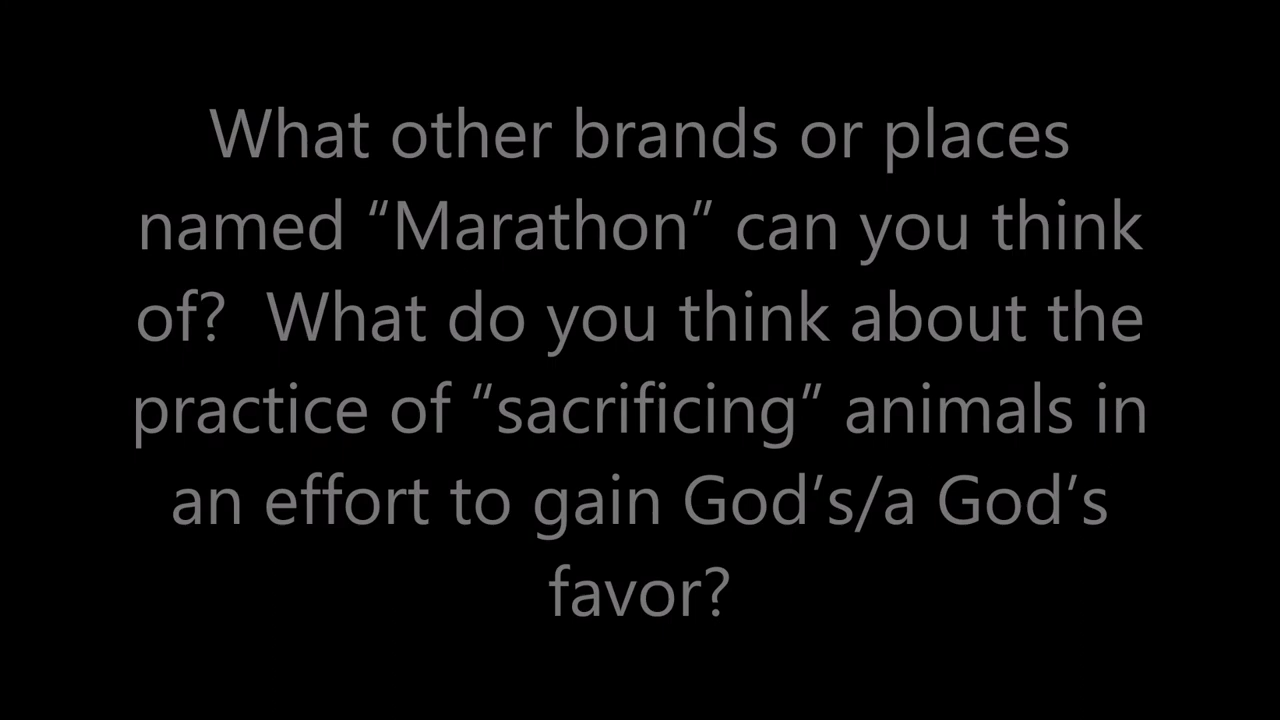 What other brands or places
named “Marathon” can you think
of?  What do you think about the
practice of “sacrificing” animals in
an effort to gain God’s/a God’s
favor?